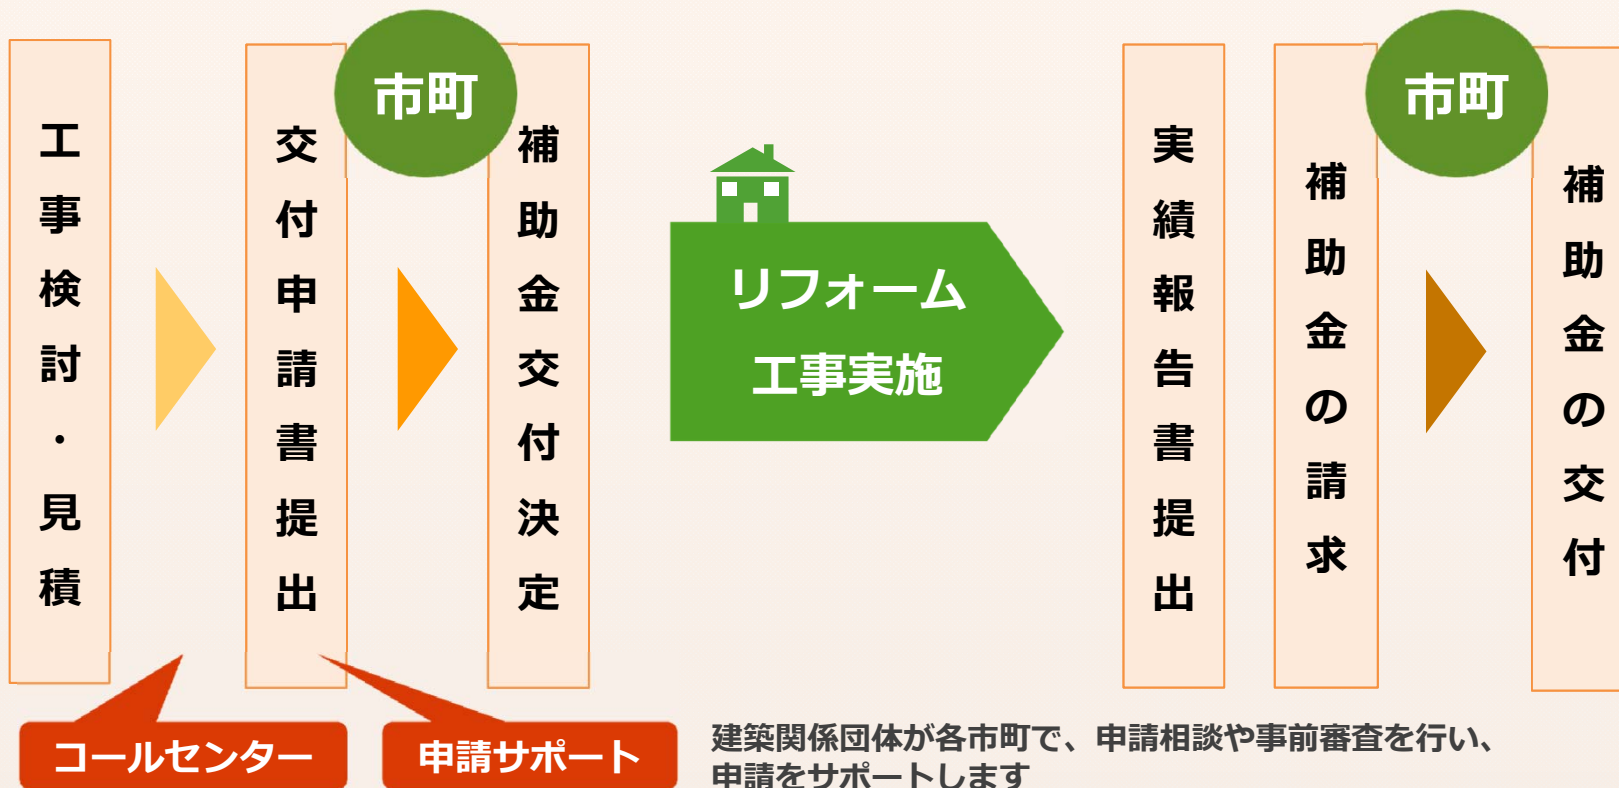 工事検討・見積
交付申請書提出
市町
補助金交付決定
リフォーム
工事実施
実績報告書提出
補助金の請求
市町
補助金の交付
コールセンター
申請サポート
建築関係団体が各市町で、申請相談や事前審査を行い、
申請をサポートします